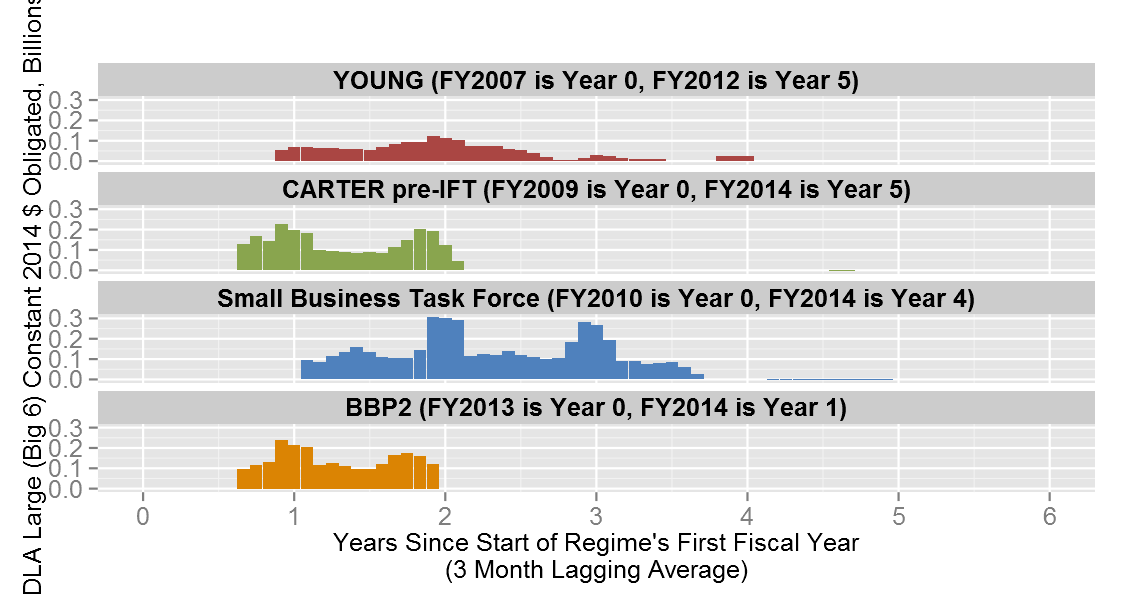 DLA Large (Big 6) Constant 2014 $ Obligated, Billions
YOUNG (FY2007 is Year 0, FY2012 is Year 5)
0.3
0.2
0.1
0.0
CARTER pre-IFT (FY2009 is Year 0, FY2014 is Year 5)
0.3
0.2
0.1
0.0
Small Business Task Force (FY2010 is Year 0, FY2014 is Year 4)
0.3
0.2
0.1
0.0
BBP2 (FY2013 is Year 0, FY2014 is Year 1)
0.3
0.2
0.1
0.0
0 1 2 3 4 5 6
Years Since Start of Regime's First Fiscal Year
(3 Month Lagging Average)